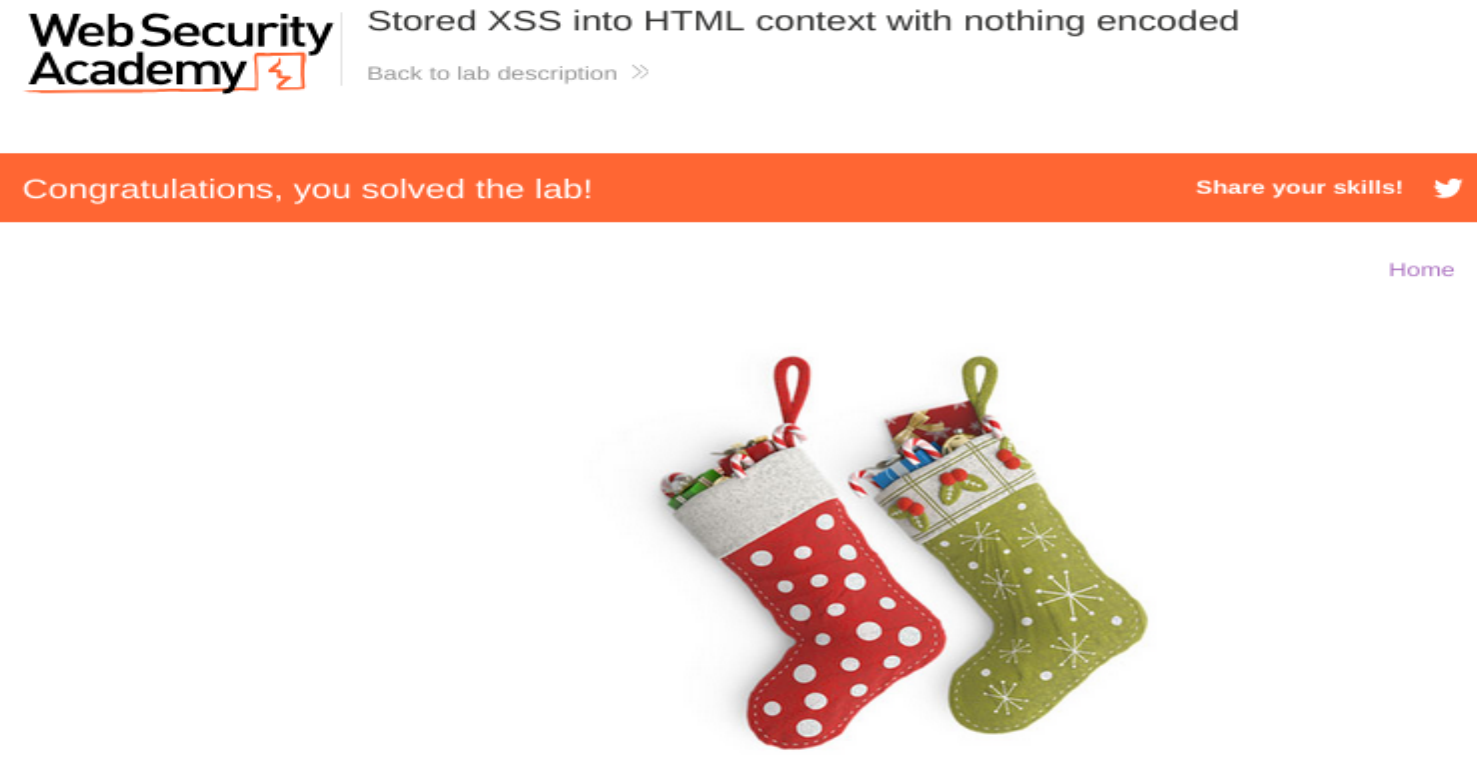 Web Security
Academy
Stored XSS into HTML context with nothing encoded
Back to lab description
Congratulations, you solved the lab!
Share your skills!
Home